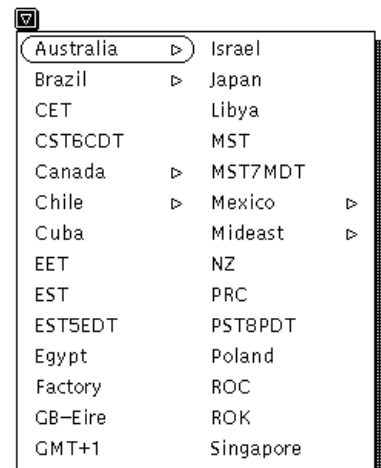 Australia
Brazil
CET
CST6CDT
Canada
Chile
Cuba
EET
EST
EST5EDT
Egypt
Factory
GB-Eire
GMT+1
Israel
Japan
Libya
MST
MST7MDT
Mexico
Mideast
NZ
PRC
PST8PDT
Poland
ROC
ROK
Singapore